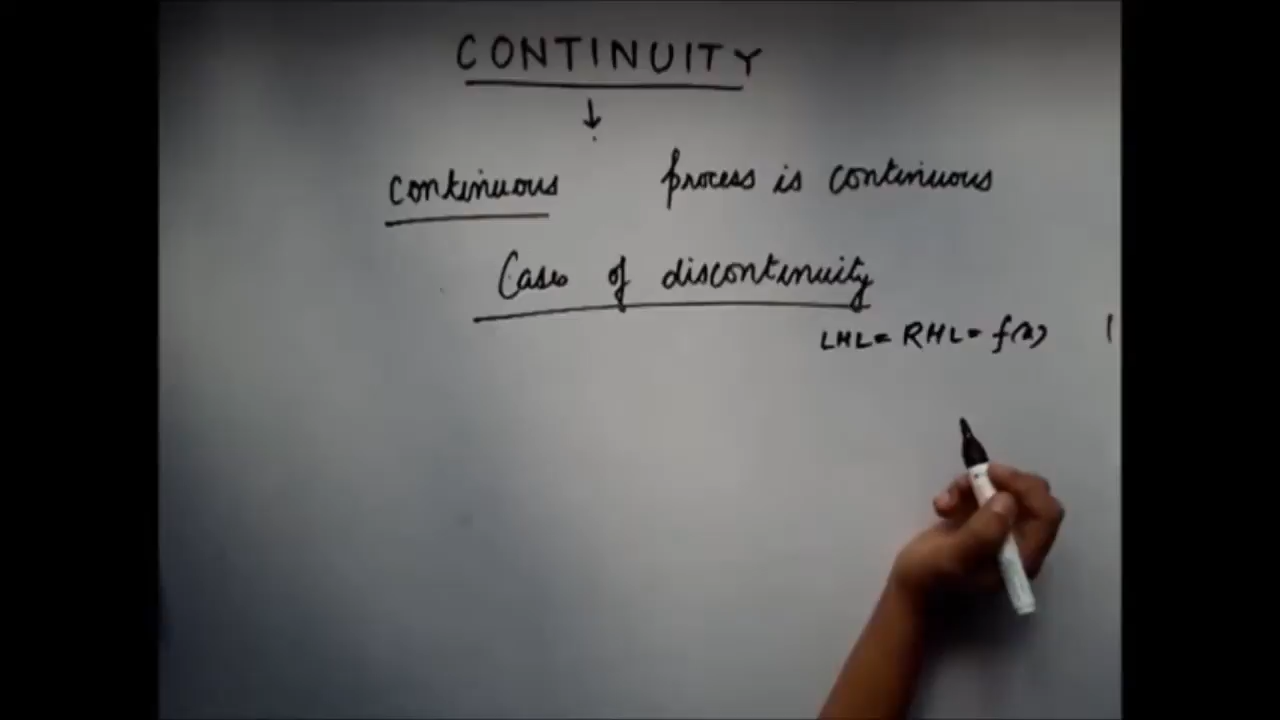 CONTINUITY
↓
continuous process is continuous
Cases of discontinuity
LHL = RHL = f(a)